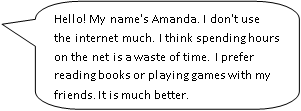 Hello! My name's Amanda. I don't use
the internet much. I think spending hours
on the net is a waste of time. I prefer
reading books or playing games with my
friends. It is much better.